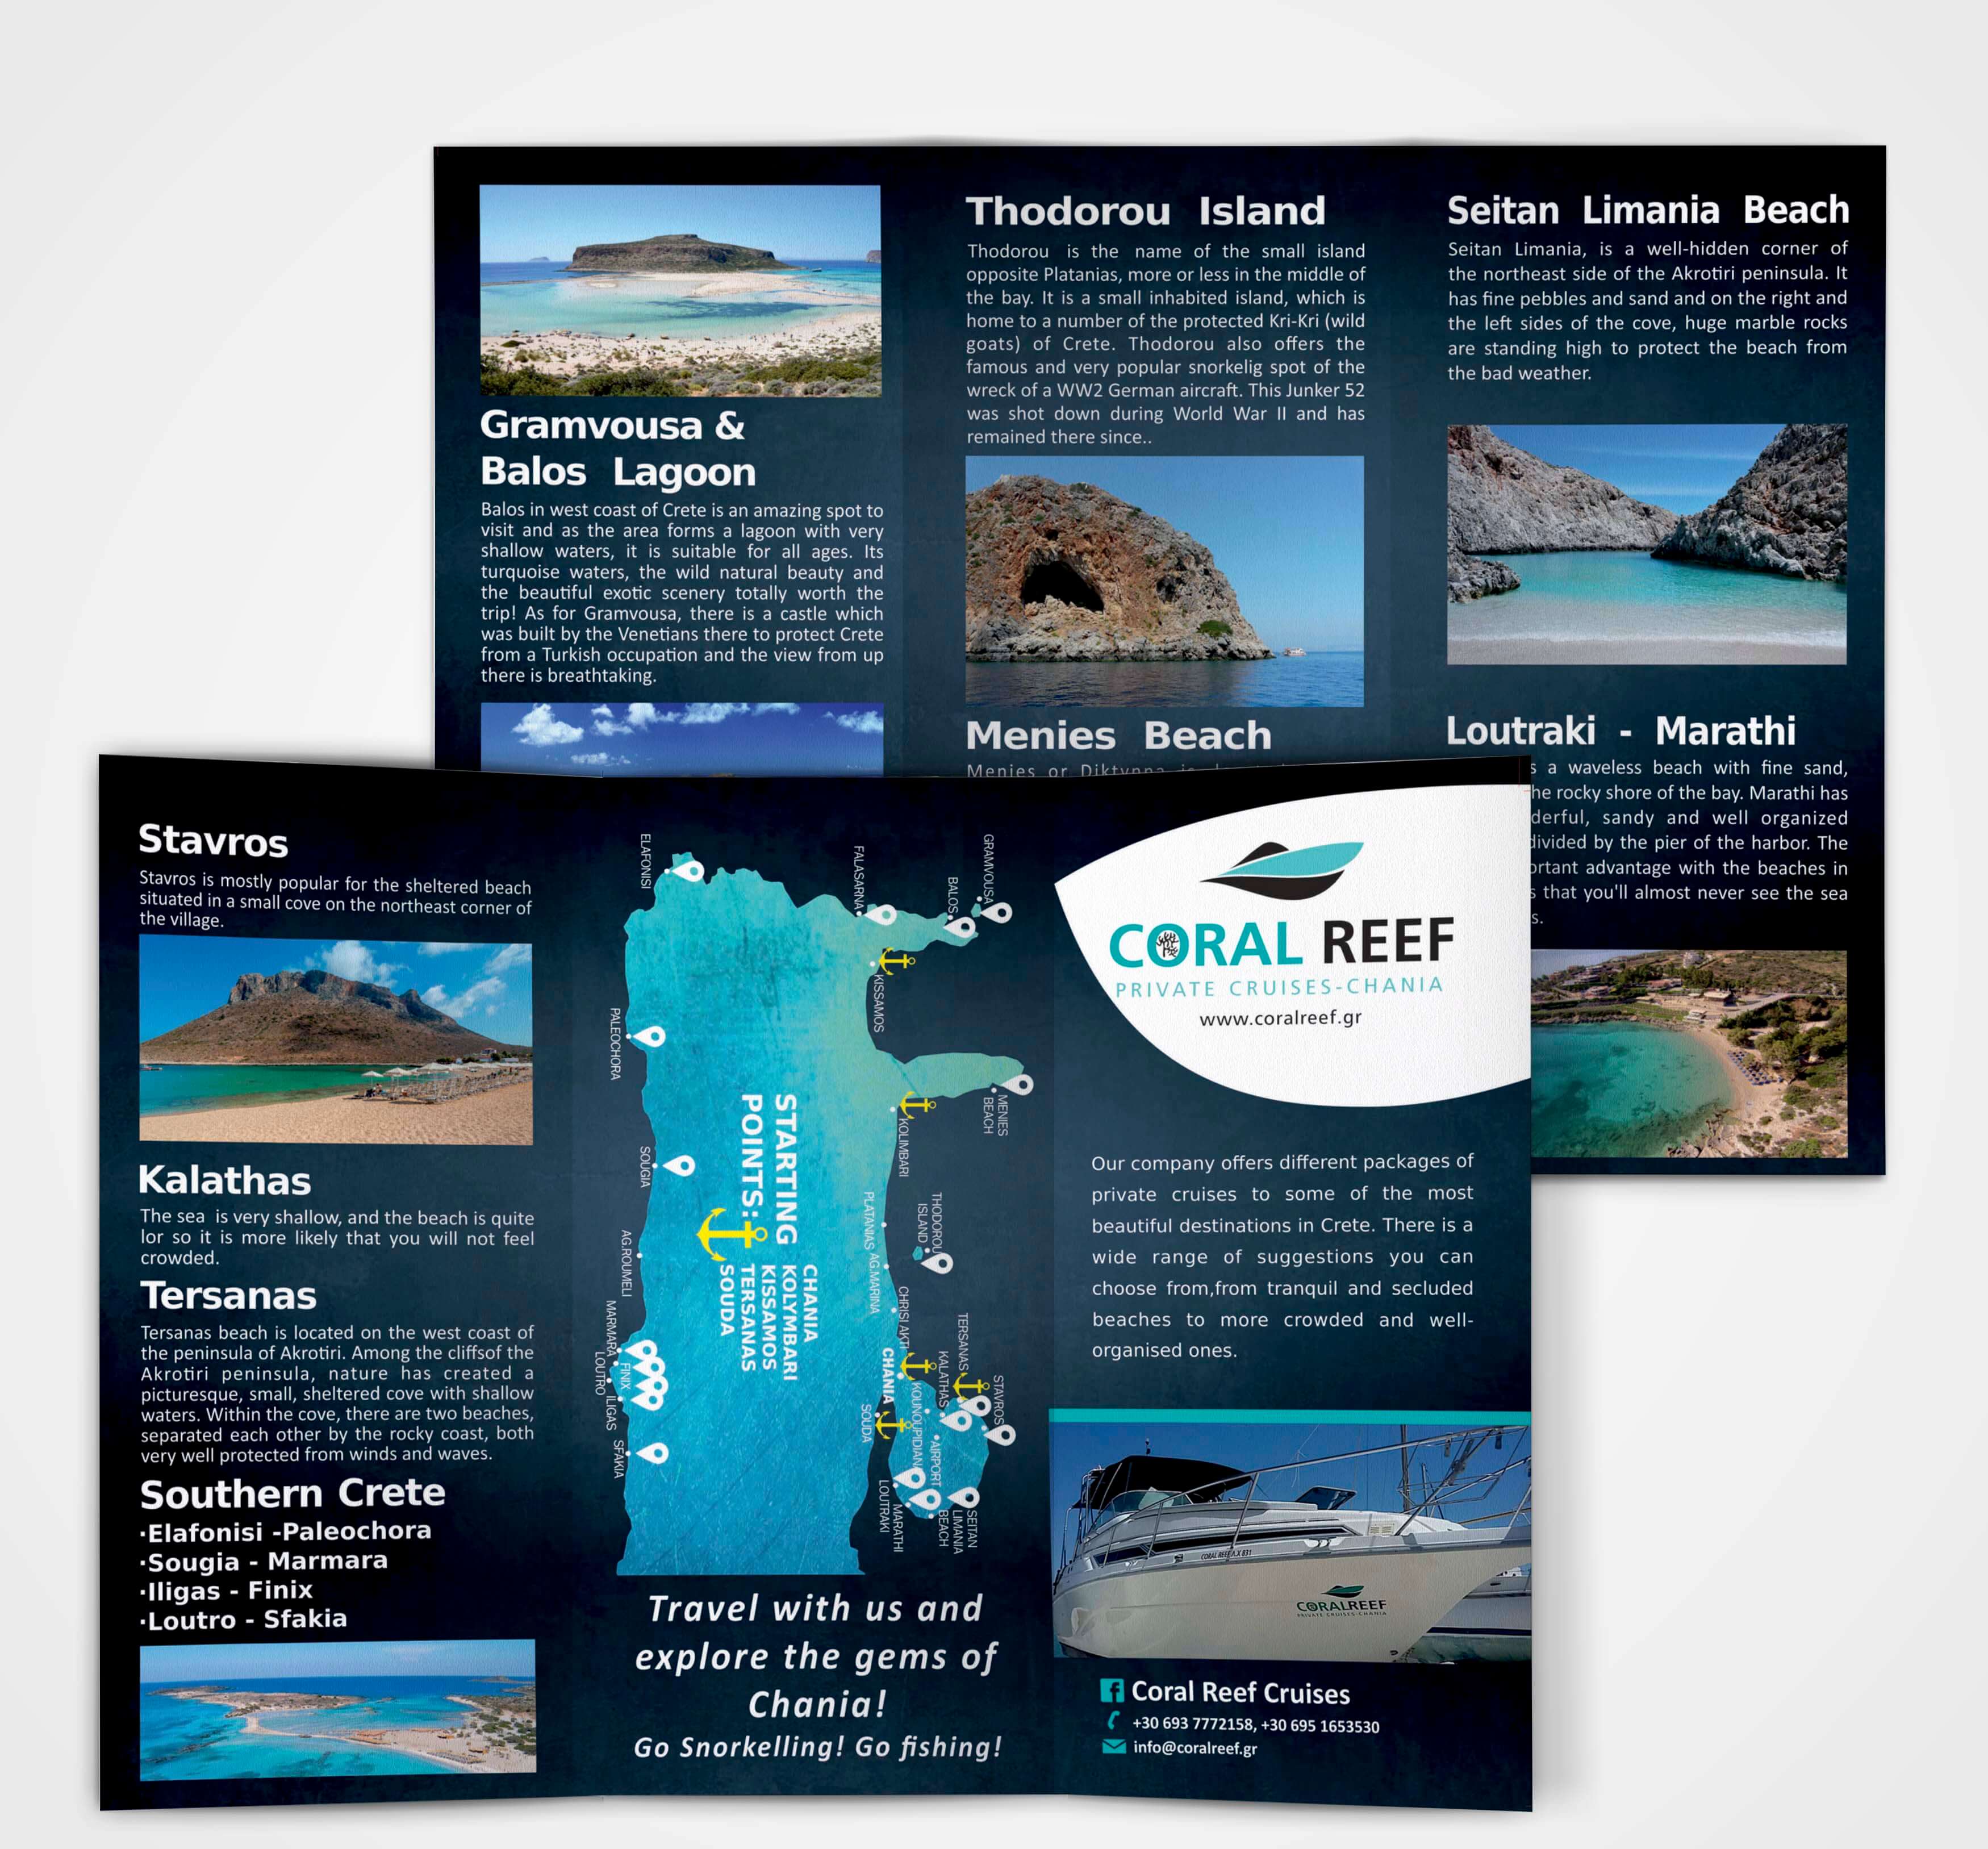 Gramvousa &
Balos Lagoon
Balos in west coast of Crete is an amazing spot to
visit and as the area forms a lagoon with very
shallow waters, it is suitable for all ages. Its
turquoise waters, the wild natural beauty and
the beautiful exotic scenery totally worth the
trip! As for Gramvousa, there is a castle which
was built by the Venetians there to protect Crete
from a Turkish occupation and the view from up
there is breathtaking.
Thodorou Island
Thodorou is the name of the small island
opposite Platanias, more or less in the middle of
the bay. It is a small inhabited island, which is
home to a number of the protected Kri-Kri (wild
goats) of Crete. Thodorou also offers the
famous and very popular snorkelig spot of the
wreck of a WW2 German aircraft. This Junker 52
was shot down during World War II and has
remained there since..
Menies Beach
Menies or Diktynna
Seitan Limania Beach
Seitan Limania, is a well-hidden corner of
the northeast side of the Akrotiri peninsula. It
has fine pebbles and sand and on the right and
the left sides of the cove, huge marble rocks
are standing high to protect the beach from
the bad weather.
Loutraki - Marathi
a waveless beach with fine sand,
rocky shore of the bay. Marathi has
sandy and well organized
divided by the pier of the harbor. The
advantage with the beaches in
that you'll almost never see the sea
Stavros
Stavros is mostly popular for the sheltered beach
situated in a small cove on the northeast corner of
the village.
Kalathas
The sea is very shallow, and the beach is quite
lor so it is more likely that you will not feel
crowded.
Tersanas
Tersanas beach is located on the west coast of
the peninsula of Akrotiri. Among the cliffsof the
Akrotiri peninsula, nature has created a
picturesque, small, sheltered cove with shallow
waters. Within the cove, there are two beaches,
separated each other by the rocky coast, both
very well protected from winds and waves.
Southern Crete
·Elafonisi -Paleochora
·Sougia - Marmara
·Iligas - Finix
·Loutro - Sfakia
GRAMVOUSA
BALOS
FALASARNA
ELAFONISI
KISSAMOS
PALEOCHORA
MENIES
BEACH
KOLIMBARI
SOUGIA
THODOROU
ISLAND
PLATANIAS
AG.MARINA
AG.ROUMELI
CHRISI AKTI
CHANIA
TERSANAS
KALATHAS
STAVROS
KOUNOUPIDIANA
SOUDA
AIRPORT
MARMARA
FINIX
LOUTRO
ILIGAS
SFAKIA
SEITAN
LIMANIA
BEACH
MARATHI
LOUTRAKI
STARTING
POINTS:
CHANIA
KOLYMBARI
KISSAMOS
TERSANAS
SOUDA
Travel with us and
explore the gems of
Chania!
Go Snorkelling! Go fishing!
CORAL REEF
PRIVATE CRUISES-CHANIA
www.coralreef.gr
Our company offers different packages of
private cruises to some of the most
beautiful destinations in Crete. There is a
wide range of suggestions you can
choose from,from tranquil and secluded
beaches to more crowded and well-
organised ones.
CORAL REEF Λ.Χ 831
CORALREEF
PRIVATE CRUISES-CHANIA
Coral Reef Cruises
+30 693 7772158, +30 695 1653530
info@coralreef.gr